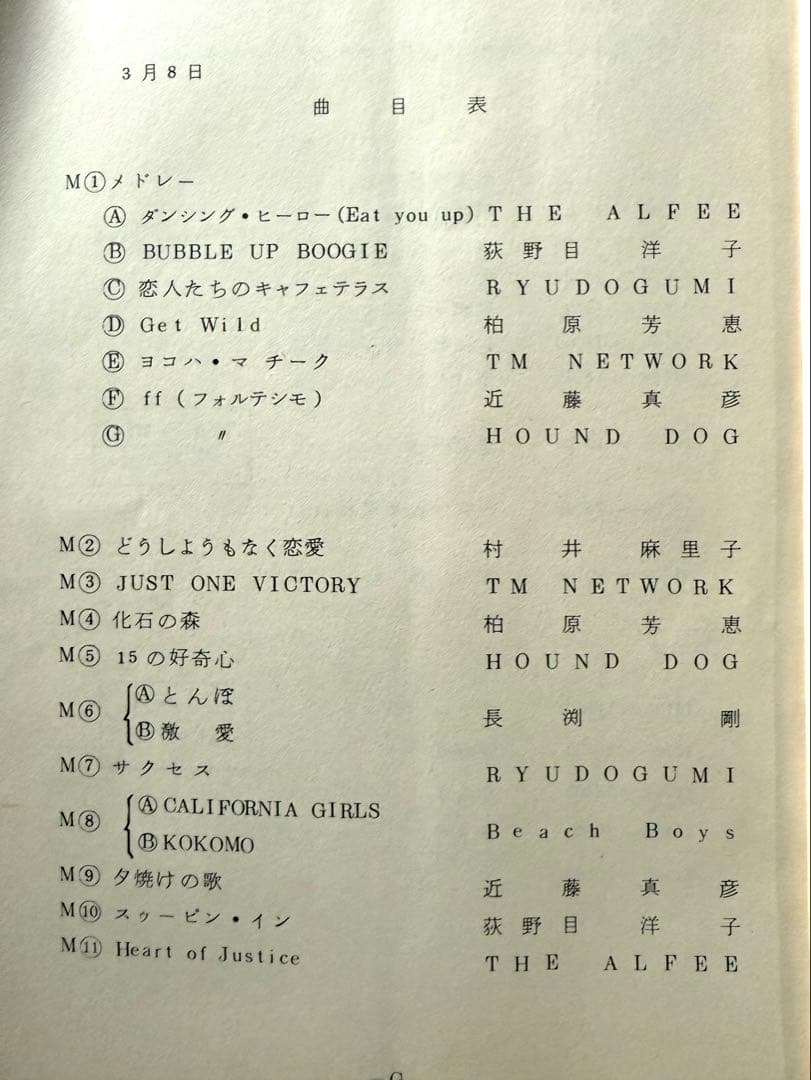 3月8日
曲目表
M①メドレー
Ⓐ ダンシング・ヒーロー(Eat you up) THE ALFEE
Ⓑ BUBBLE UP BOOGIE 荻野目洋子
Ⓒ 恋人たちのキャフェテラス RYUDOGUMI
Ⓓ Get Wild 柏原芳恵
Ⓔ ヨコハ・マ チーク TM NETWORK
Ⓕ ff(フォルテシモ) 近藤真彦
Ⓖ 〃 HOUND DOG
M② どうしようもなく恋愛 村井麻里子
M③ JUST ONE VICTORY TM NETWORK
M④ 化石の森 柏原芳恵
M⑤ 15の好奇心 HOUND DOG
M⑥ Ⓐとんぼ
Ⓑ激愛 長渕剛
M⑦ サクセス RYUDOGUMI
M⑧ ⒶCALIFORNIA GIRLS
ⒷKOKOMO Beach Boys
M⑨ 夕焼けの歌 近藤真彦
M⑩ スゥーピン・イン 荻野目洋子
M⑪ Heart of Justice THE ALFEE